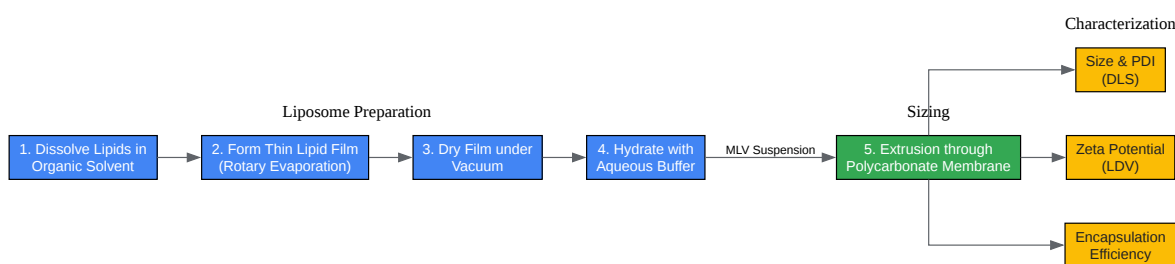 Characterization
Size & PDI
(DLS)
Liposome Preparation
Sizing
1. Dissolve Lipids in
Organic Solvent
2. Form Thin Lipid Film
(Rotary Evaporation)
3. Dry Film under
Vacuum
4. Hydrate with
Aqueous Buffer
MLV Suspension
5. Extrusion through
Polycarbonate Membrane
Zeta Potential
(LDV)
Encapsulation
Efficiency